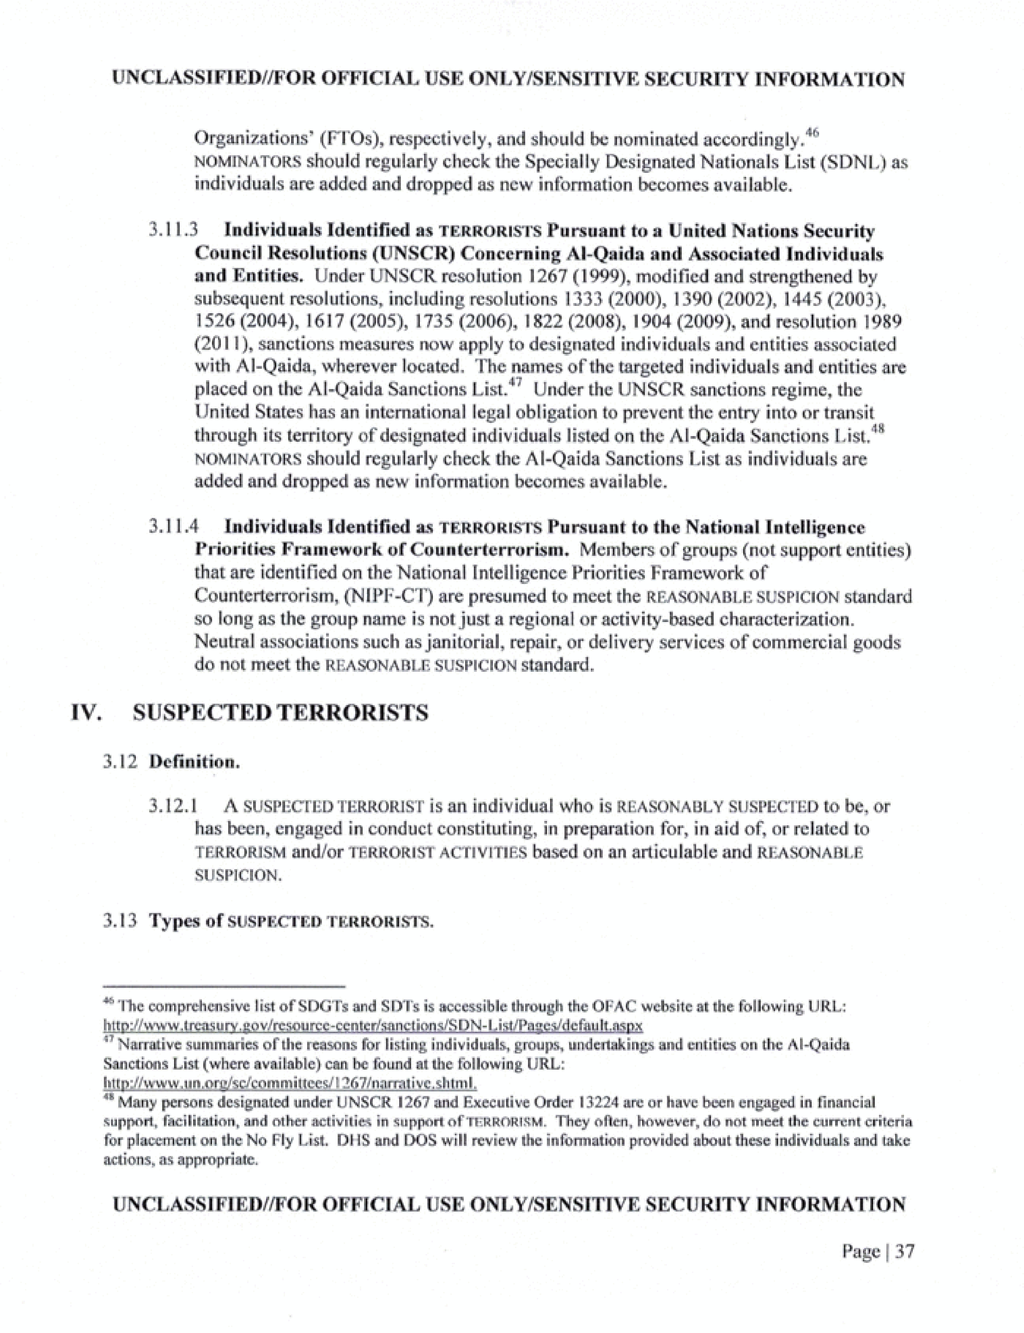 UNCLASSIFIED//FOR OFFICIAL USE ONLY/SENSITIVE SECURITY INFORMATION
Organizations' (FTOs), respectively, and should be nominated accordingly.46
NOMINATORS should regularly check the Specially Designated Nationals List (SDNL) as
individuals are added and dropped as new information becomes available.
3.11.3 Individuals Identified as TERRORISTS Pursuant to a United Nations Security
Council Resolutions (UNSCR) Concerning Al-Qaida and Associated Individuals
and Entities. Under UNSCR resolution 1267 (1999), modified and strengthened by
subsequent resolutions, including resolutions 1333 (2000), 1390 (2002), 1445 (2003),
1526 (2004), 1617 (2005), 1735 (2006), 1822 (2008), 1904 (2009), and resolution 1989
(2011), sanctions measures now apply to designated individuals and entities associated
with Al-Qaida, wherever located. The names of the targeted individuals and entities are
placed on the Al-Qaida Sanctions List.47 Under the UNSCR sanctions regime, the
United States has an international legal obligation to prevent the entry into or transit
through its territory of designated individuals listed on the Al-Qaida Sanctions List.48
NOMINATORS should regularly check the Al-Qaida Sanctions List as individuals are
added and dropped as new information becomes available.
3.11.4 Individuals Identified as TERRORISTS Pursuant to the National Intelligence
Priorities Framework of Counterterrorism. Members of groups (not support entities)
that are identified on the National Intelligence Priorities Framework of
Counterterrorism, (NIPF-CT) are presumed to meet the REASONABLE SUSPICION standard
so long as the group name is not just a regional or activity-based characterization.
Neutral associations such as janitorial, repair, or delivery services of commercial goods
do not meet the REASONABLE SUSPICION standard.
IV. SUSPECTED TERRORISTS
3.12 Definition.
3.12.1 A SUSPECTED TERRORIST is an individual who is REASONABLY SUSPECTED to be, or
has been, engaged in conduct constituting, in preparation for, in aid of, or related to
TERRORISM and/or TERRORIST ACTIVITIES based on an articulable and REASONABLE
SUSPICION.
3.13 Types of SUSPECTED TERRORISTS.
46 The comprehensive list of SDGTs and SDTs is accessible through the OFAC website at the following URL:
http://www.treasury.gov/resource-center/sanctions/SDN-List/Pages/default.aspx
47 Narrative summaries of the reasons for listing individuals, groups, undertakings and entities on the Al-Qaida
Sanctions List (where available) can be found at the following URL:
http://www.un.org/sc/committees/1267/narrative.shtml.
48 Many persons designated under UNSCR 1267 and Executive Order 13224 are or have been engaged in financial
support, facilitation, and other activities in support of TERRORISM. They often, however, do not meet the current criteria
for placement on the No Fly List. DHS and DOS will review the information provided about these individuals and take
actions, as appropriate.
UNCLASSIFIED//FOR OFFICIAL USE ONLY/SENSITIVE SECURITY INFORMATION
Page | 37